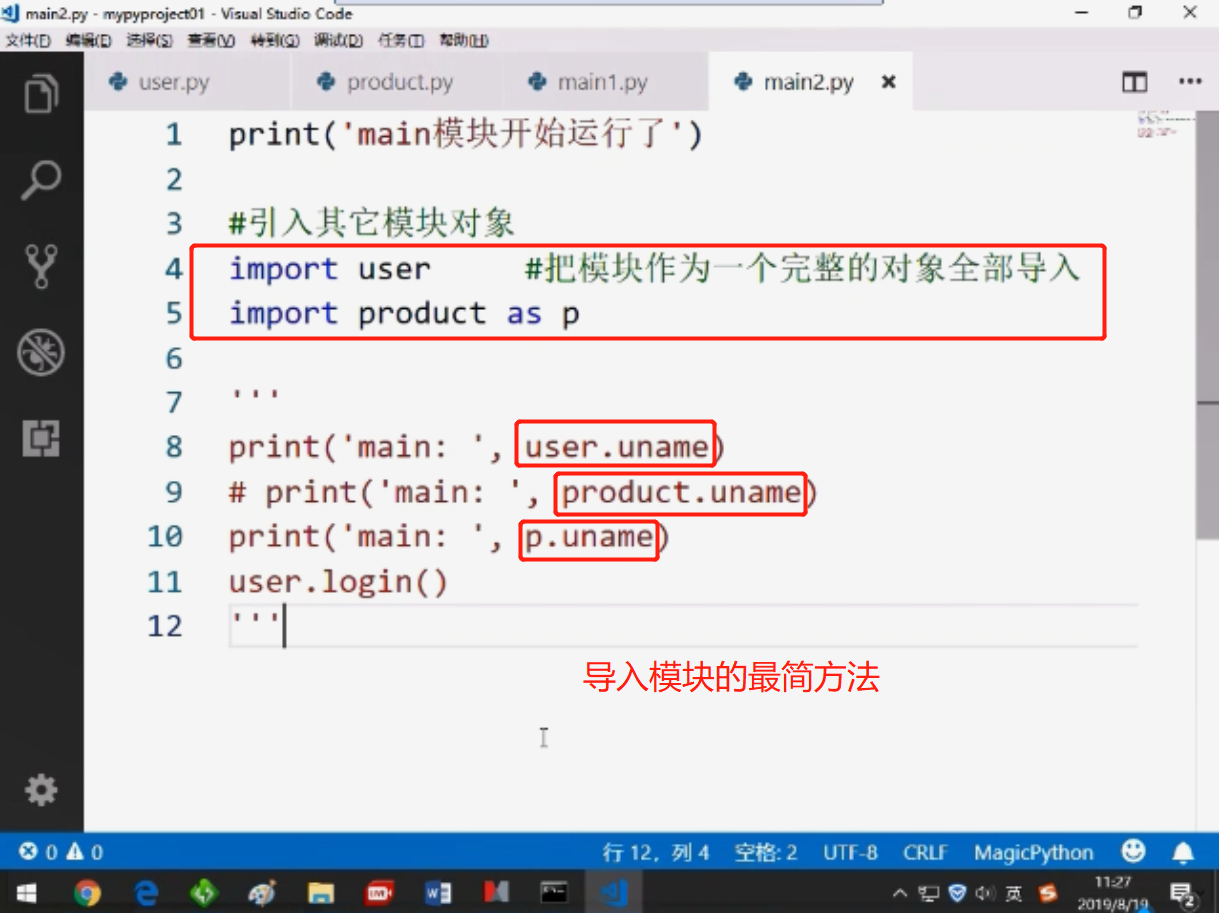 main2.py - mypyproject01 - Visual Studio Code
文件(F) 编辑(E) 选择(S) 查看(V) 转到(G) 调试(D) 任务(T) 帮助(H)
user.py product.py main1.py main2.py
1 print('main模块开始运行了')
2
3 #引入其它模块对象
4 import user #把模块作为一个完整的对象全部导入
5 import product as p
6
7 '''
8 print('main: ', user.uname)
9 # print('main: ', product.uname)
10 print('main: ', p.uname)
11 user.login()
12 '''
导入模块的最简方法
0 0 行 12，列 4 空格: 2 UTF-8 CRLF MagicPython
英 11:27
2019/8/19 2